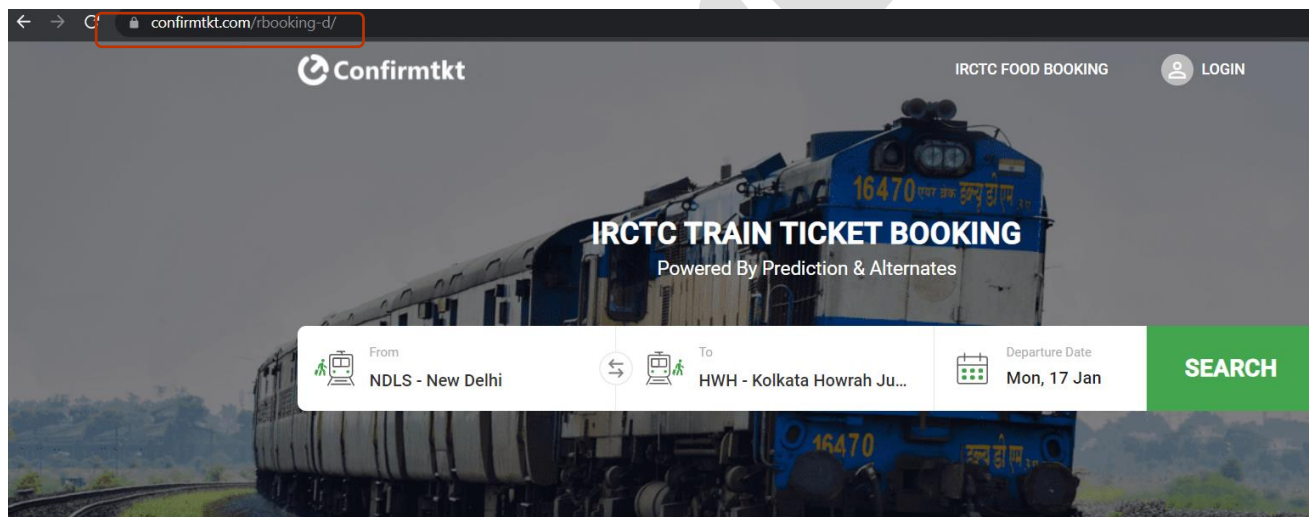 confirmtkt.com/rbooking-d/
Confirmtkt
IRCTC FOOD BOOKING
LOGIN
16470
IRCTC TRAIN TICKET BOOKING
Powered By Prediction & Alternates
From
NDLS - New Delhi
To
HWH - Kolkata Howrah Ju...
Departure Date
Mon, 17 Jan
SEARCH
16470